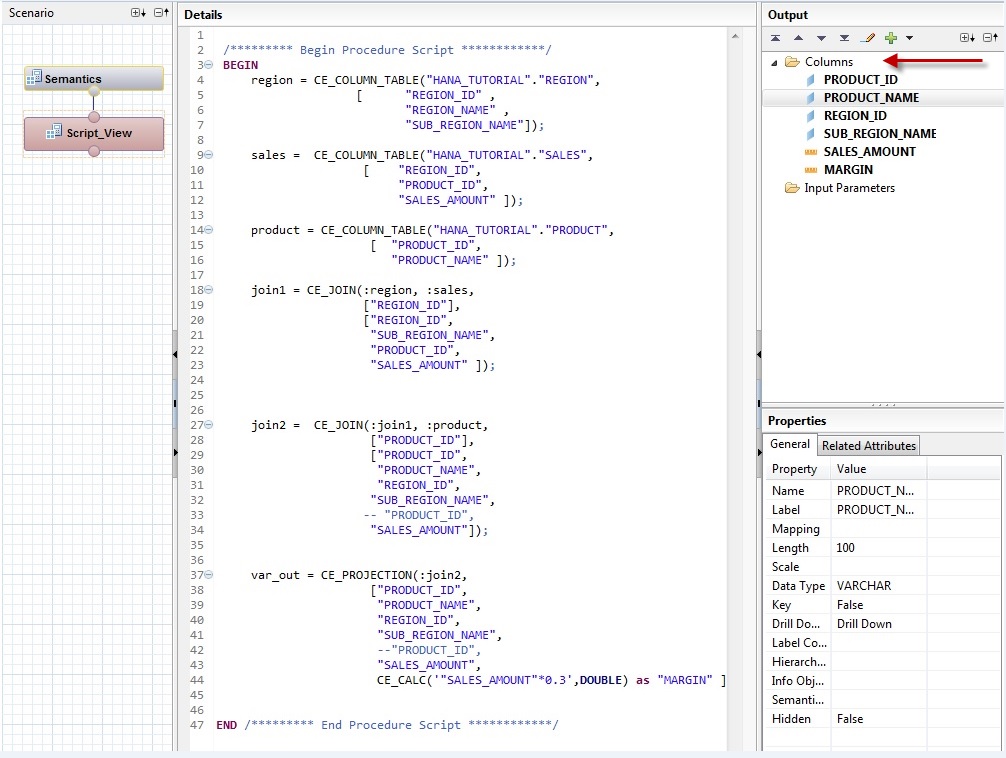 Scenario
Semantics
Script_View
Details
1
2 /********* Begin Procedure Script ************/
3 BEGIN
4 region = CE_COLUMN_TABLE("HANA_TUTORIAL"."REGION",
5 [ "REGION_ID" ,
6 "REGION_NAME" ,
7 "SUB_REGION_NAME"]);
8
9 sales = CE_COLUMN_TABLE("HANA_TUTORIAL"."SALES",
10 [ "REGION_ID",
11 "PRODUCT_ID",
12 "SALES_AMOUNT" ]);
13
14 product = CE_COLUMN_TABLE("HANA_TUTORIAL"."PRODUCT",
15 [ "PRODUCT_ID",
16 "PRODUCT_NAME" ]);
17
18 join1 = CE_JOIN(:region, :sales,
19 ["REGION_ID"],
20 ["REGION_ID",
21 "SUB_REGION_NAME",
22 "PRODUCT_ID",
23 "SALES_AMOUNT" ]);
24
25
26
27 join2 = CE_JOIN(:join1, :product,
28 ["PRODUCT_ID"],
29 ["PRODUCT_ID",
30 "PRODUCT_NAME",
31 "REGION_ID",
32 "SUB_REGION_NAME",
33 -- "PRODUCT_ID",
34 "SALES_AMOUNT"]);
35
36
37 var_out = CE_PROJECTION(:join2,
38 ["PRODUCT_ID",
39 "PRODUCT_NAME",
40 "REGION_ID",
41 "SUB_REGION_NAME",
42 --"PRODUCT_ID",
43 "SALES_AMOUNT",
44 CE_CALC('"SALES_AMOUNT"*0.3',DOUBLE) as "MARGIN" ]
45
46
47 END /********* End Procedure Script ************/
Output
Columns
PRODUCT_ID
PRODUCT_NAME
REGION_ID
SUB_REGION_NAME
SALES_AMOUNT
MARGIN
Input Parameters
Properties
General Related Attributes
Property Value
Name PRODUCT_N...
Label PRODUCT_N...
Mapping
Length 100
Scale
Data Type VARCHAR
Key False
Drill Do... Drill Down
Label Co...
Hierarch...
Info Obj...
Semanti...
Hidden False